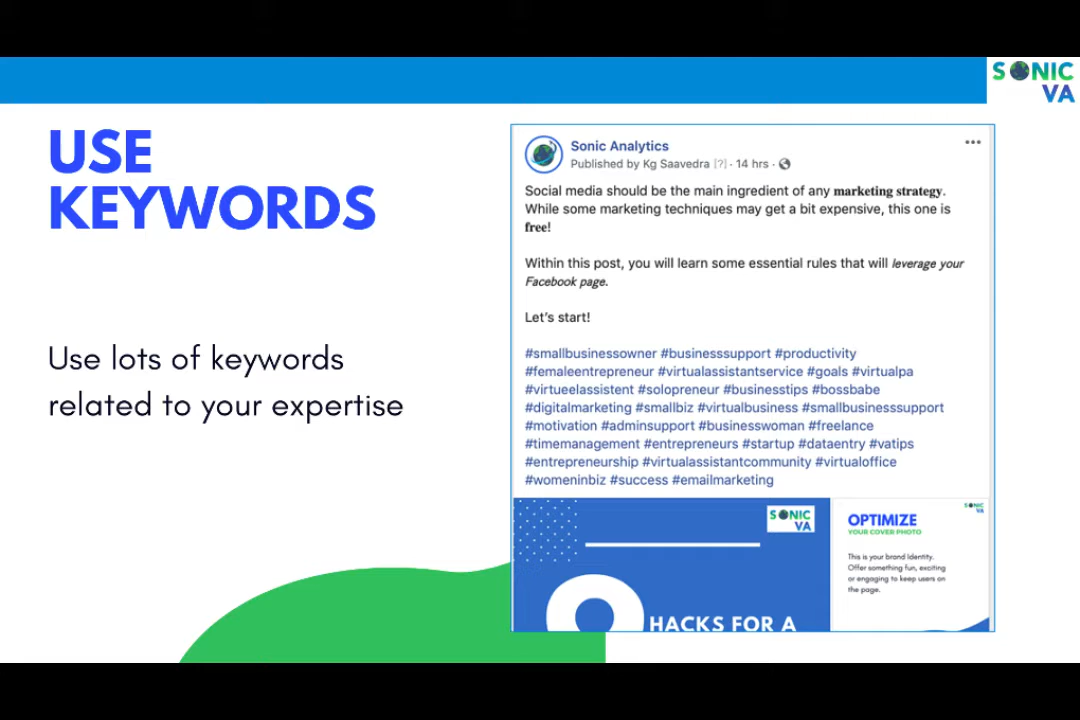 SONIC
VA
USE
KEYWORDS
Use lots of keywords
related to your expertise
Sonic Analytics
Published by Kg Saavedra [?] · 14 hrs ·
Social media should be the main ingredient of any marketing strategy.
While some marketing techniques may get a bit expensive, this one is
free!
Within this post, you will learn some essential rules that will leverage your
Facebook page.
Let's start!
#smallbusinessowner #businesssupport #productivity
#femaleentrepreneur #virtualassistantservice #goals #virtualpa
#virtueelassistent #solopreneur #businesstips #bossbabe
#digitalmarketing #smallbiz #virtualbusiness #smallbusinesssupport
#motivation #adminsupport #businesswoman #freelance
#timemanagement #entrepreneurs #startup #dataentry #vatips
#entrepreneurship #virtualassistantcommunity #virtualoffice
#womeninbiz #success #emailmarketing
SONIC
VA
HACKS FOR A
SONIC
VA
OPTIMIZE
YOUR COVER PHOTO
This is your brand Identity.
Offer something fun, exciting
or engaging to keep users on
the page.